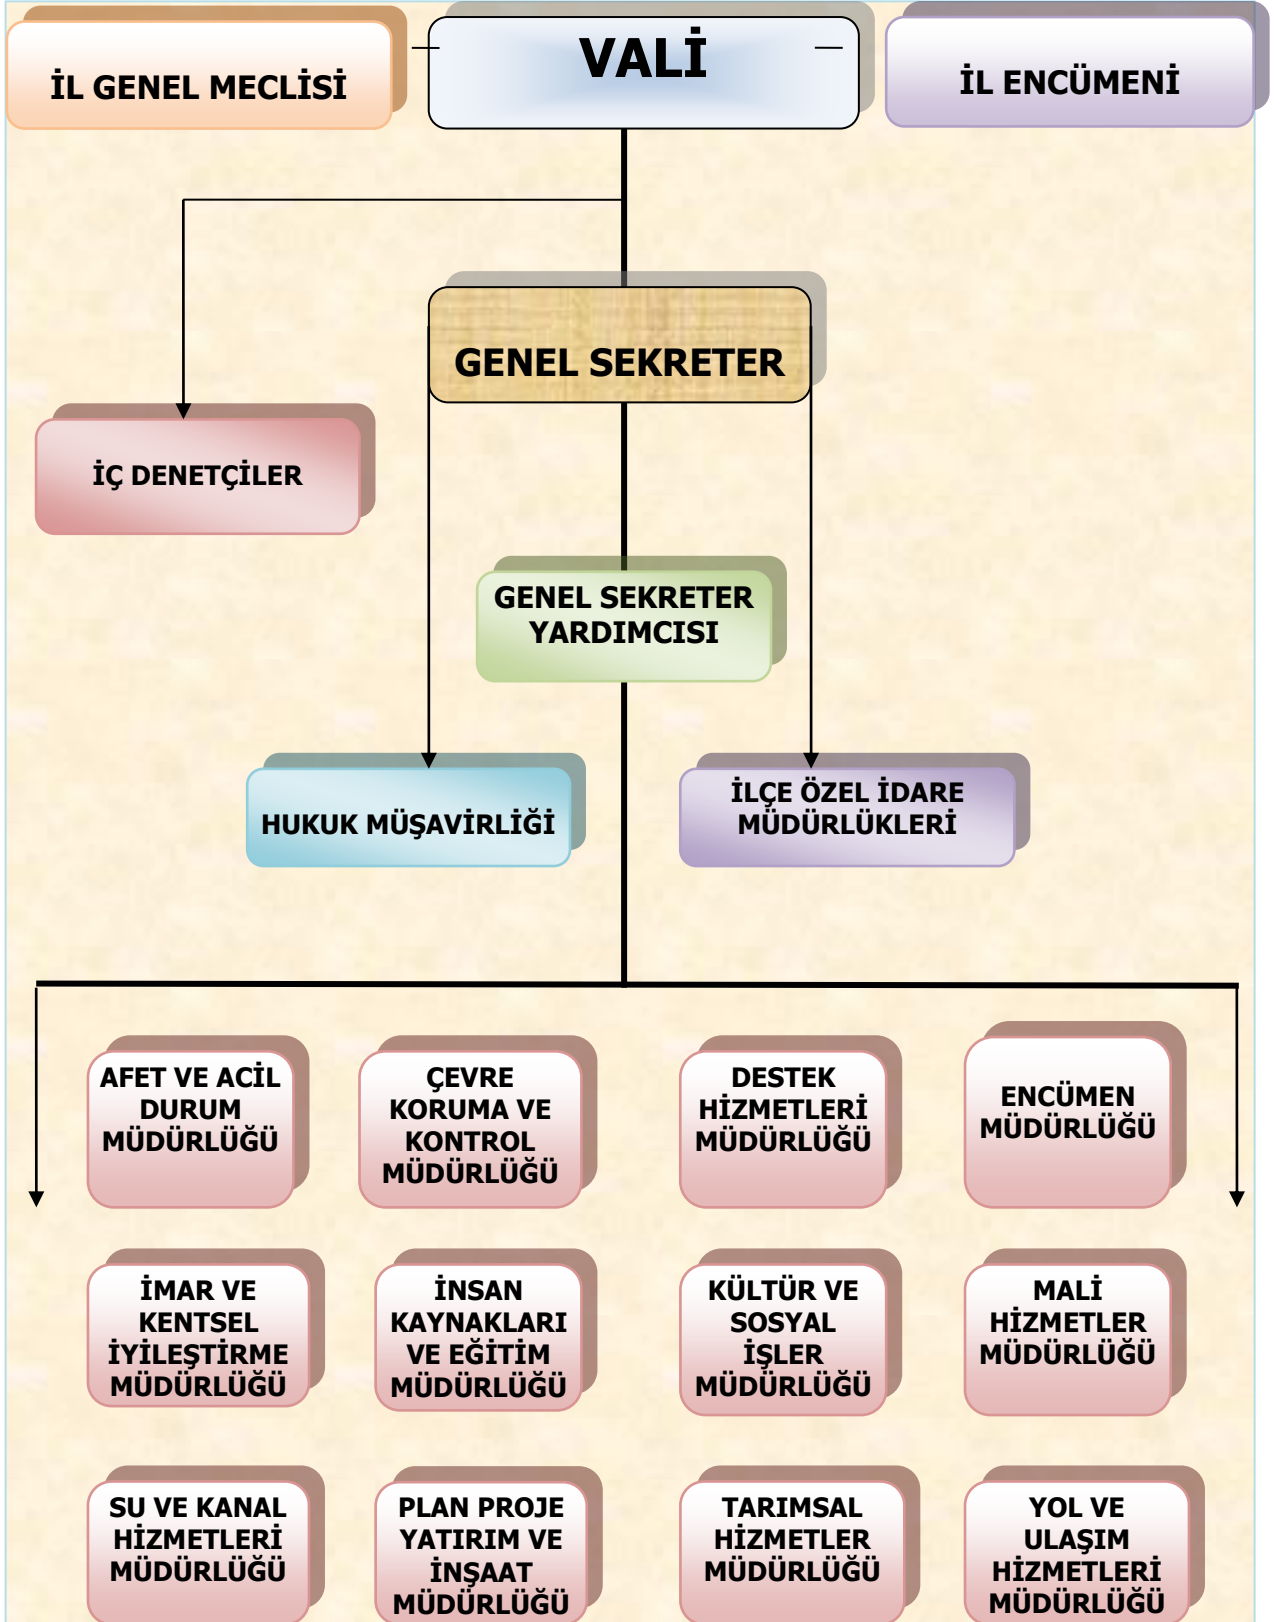 İL GENEL MECLİSİ
VALİ
İL ENCÜMENİ
GENEL SEKRETER
İÇ DENETÇİLER
GENEL SEKRETER
YARDIMCISI
HUKUK MÜŞAVİRLİĞİ
İLÇE ÖZEL İDARE
MÜDÜRLÜKLERİ
AFET VE ACİL
DURUM
MÜDÜRLÜĞÜ
ÇEVRE
KORUMA VE
KONTROL
MÜDÜRLÜĞÜ
DESTEK
HİZMETLERİ
MÜDÜRLÜĞÜ
ENCÜMEN
MÜDÜRLÜĞÜ
İMAR VE
KENTSEL
İYİLEŞTİRME
MÜDÜRLÜĞÜ
İNSAN
KAYNAKLARI
VE EĞİTİM
MÜDÜRLÜĞÜ
KÜLTÜR VE
SOSYAL
İŞLER
MÜDÜRLÜĞÜ
MALİ
HİZMETLER
MÜDÜRLÜĞÜ
SU VE KANAL
HİZMETLERİ
MÜDÜRLÜĞÜ
PLAN PROJE
YATIRIM VE
İNŞAAT
MÜDÜRLÜĞÜ
TARIMSAL
HİZMETLER
MÜDÜRLÜĞÜ
YOL VE
ULAŞIM
HİZMETLERİ
MÜDÜRLÜĞÜ